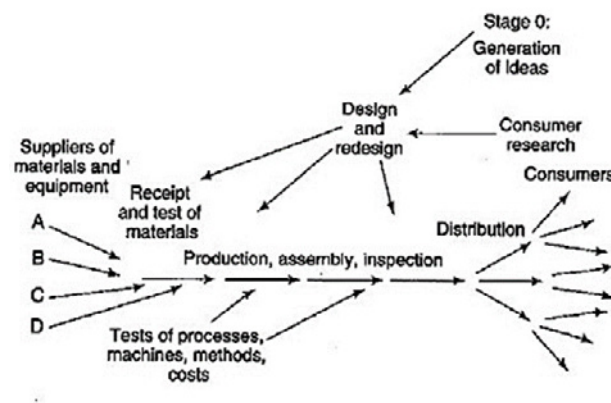 Stage 0:
Generation
of Ideas
Design
and
redesign
Consumer
research
Suppliers of
materials and
equipment
Consumers
Receipt
and test of
materials
A
B
C
D
Distribution
Production, assembly, inspection
Tests of processes,
machines, methods,
costs